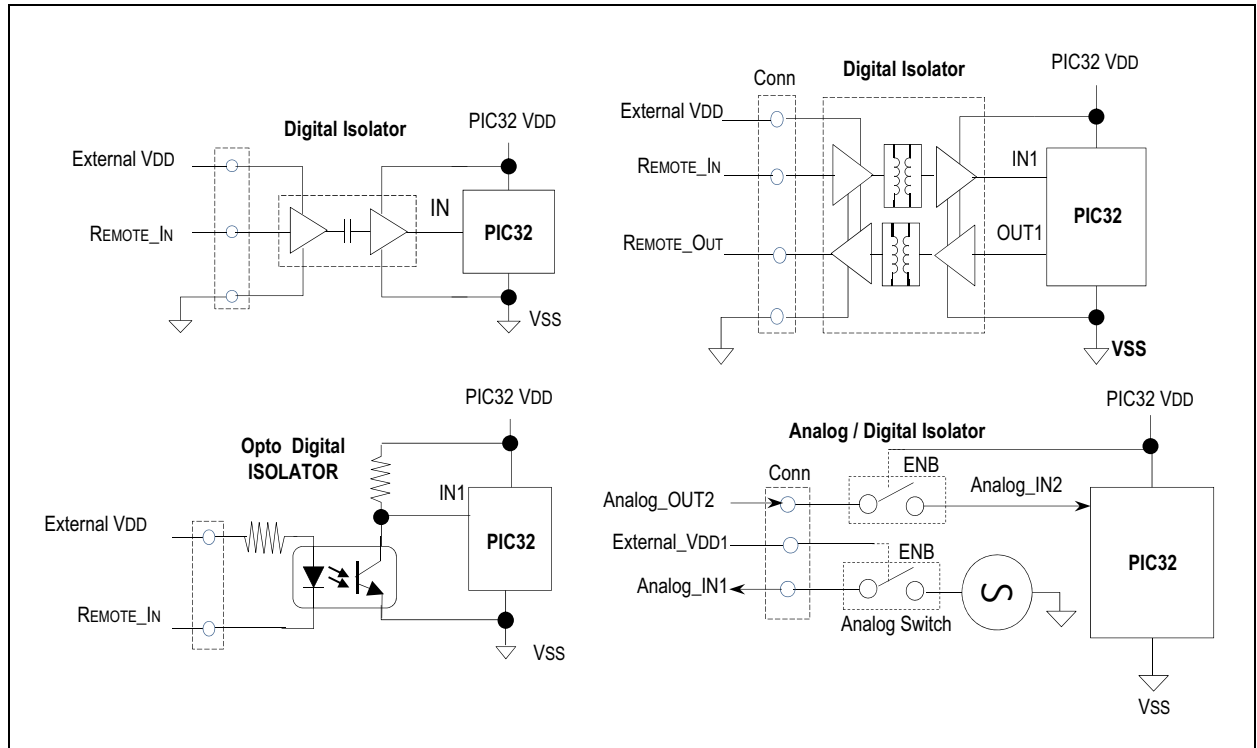 Digital Isolator
PIC32 VDD
External VDD
REMOTE_IN
IN
PIC32
VSS
Conn
Digital Isolator
PIC32 VDD
External VDD
REMOTE_IN
IN1
PIC32
REMOTE_OUT
OUT1
VSS
Opto Digital
ISOLATOR
PIC32 VDD
IN1
External VDD
PIC32
REMOTE_IN
VSS
PIC32 VDD
Analog / Digital Isolator
Conn
ENB
Analog_OUT2
Analog_IN2
External_VDD1
ENB
PIC32
Analog_IN1
S
Analog Switch
VSS